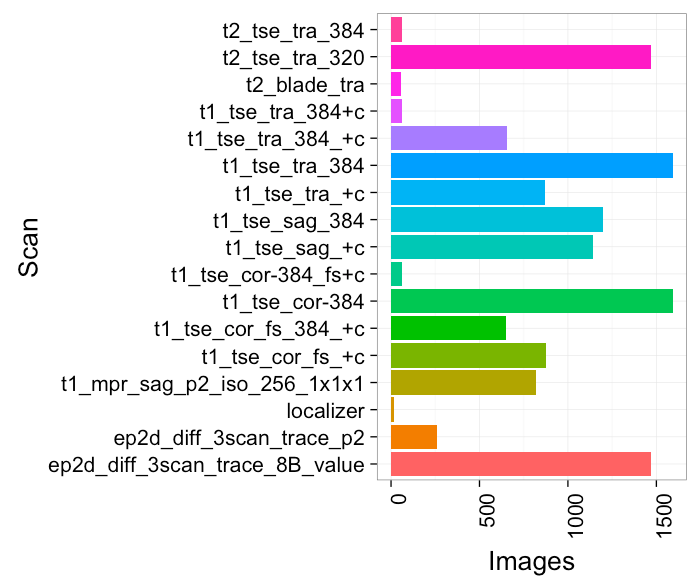 t2_tse_tra_384
t2_tse_tra_320
t2_blade_tra
t1_tse_tra_384+c
t1_tse_tra_384_+c
t1_tse_tra_384
t1_tse_tra_+c
t1_tse_sag_384
t1_tse_sag_+c
t1_tse_cor-384_fs+c
t1_tse_cor-384
t1_tse_cor_fs_384_+c
t1_tse_cor_fs_+c
t1_mpr_sag_p2_iso_256_1x1x1
localizer
ep2d_diff_3scan_trace_p2
ep2d_diff_3scan_trace_8B_value
Scan
0
500
1000
1500
Images